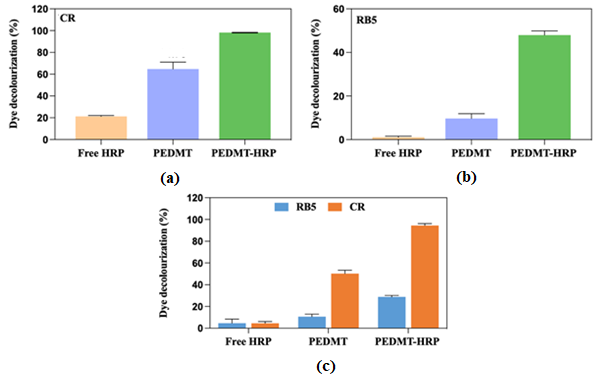 CR
Dye decolourization (%)
120
100
80
60
40
20
0
Free HRP PEDMT PEDMT-HRP
(a)
RB5
Dye decolourization (%)
60
40
20
0
Free HRP PEDMT PEDMT-HRP
(b)
RB5 CR
Dye decolourization (%)
120
100
80
60
40
20
0
Free HRP PEDMT PEDMT-HRP
(c)